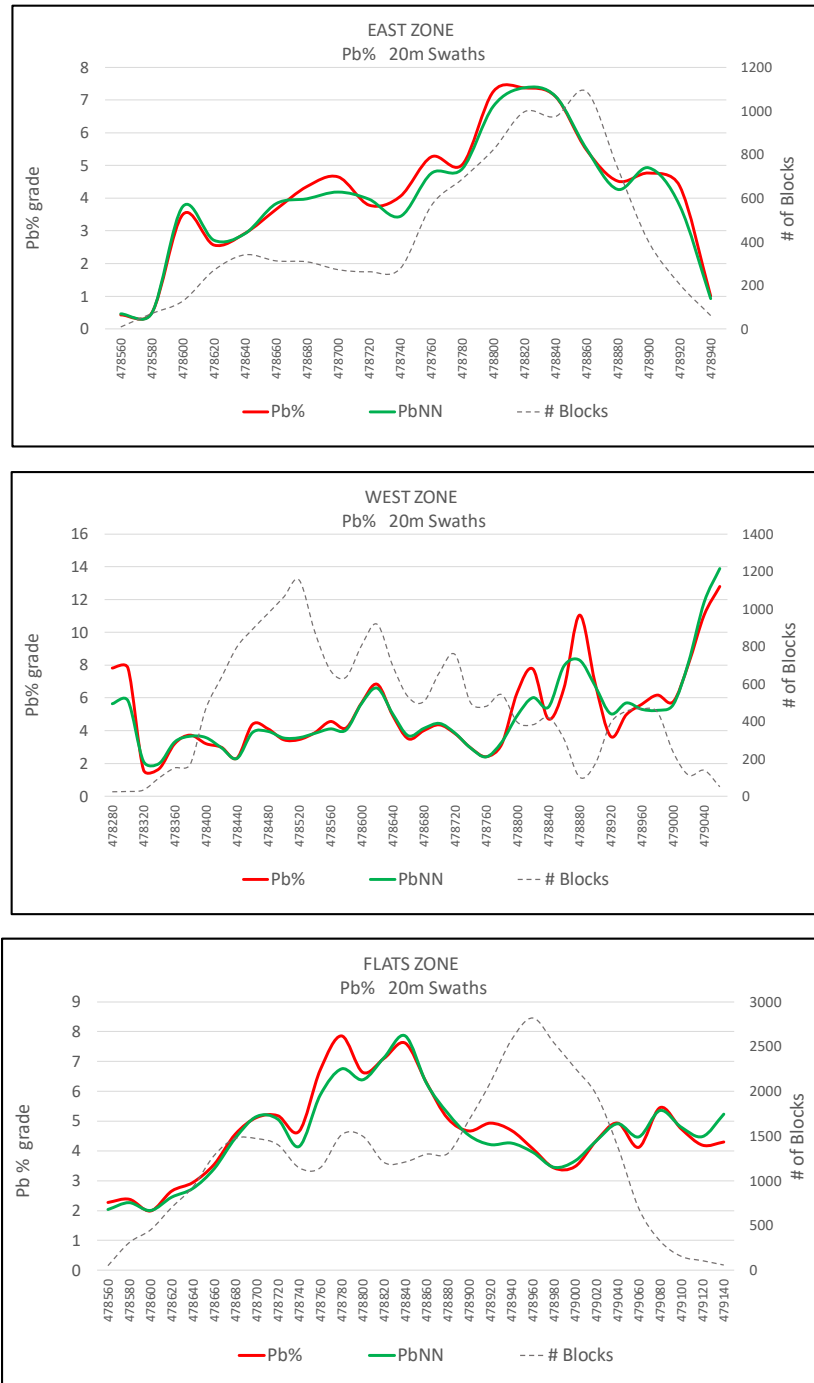 EAST ZONE
Pb% 20m Swaths
Pb% grade
8
7
6
5
4
3
2
1
0
1200
1000
800
600
400
200
0
# of Blocks
478560 478580 478600 478620 478640 478660 478680 478700 478720 478740 478760 478780 478800 478820 478840 478860 478880 478900 478920 478940
Pb% PbNN # Blocks
WEST ZONE
Pb% 20m Swaths
Pb% grade
16
14
12
10
8
6
4
2
0
1400
1200
1000
800
600
400
200
0
# of Blocks
478280 478320 478360 478400 478440 478480 478520 478560 478600 478640 478680 478720 478760 478800 478840 478880 478920 478960 479000 479040
Pb% PbNN # Blocks
FLATS ZONE
Pb% 20m Swaths
Pb % grade
9
8
7
6
5
4
3
2
1
0
3000
2500
2000
1500
1000
500
0
# of Blocks
478560 478580 478600 478620 478640 478660 478680 478700 478720 478740 478760 478780 478800 478820 478840 478860 478880 478900 478920 478940 478960 478980 479000 479020 479040 479060 479080 479100 479120 479140
Pb% PbNN # Blocks